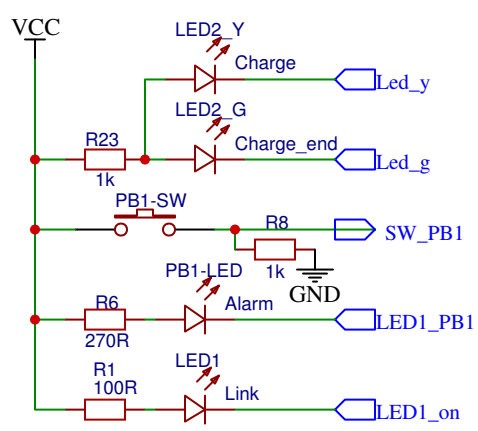 VCC
LED2_Y
Charge
Led_y
LED2_G
R23
Charge_end
1k
Led_g
PB1-SW
R8
SW_PB1
1k
PB1-LED
GND
R6
Alarm
270R
LED1_PB1
R1
LED1
100R
Link
LED1_on